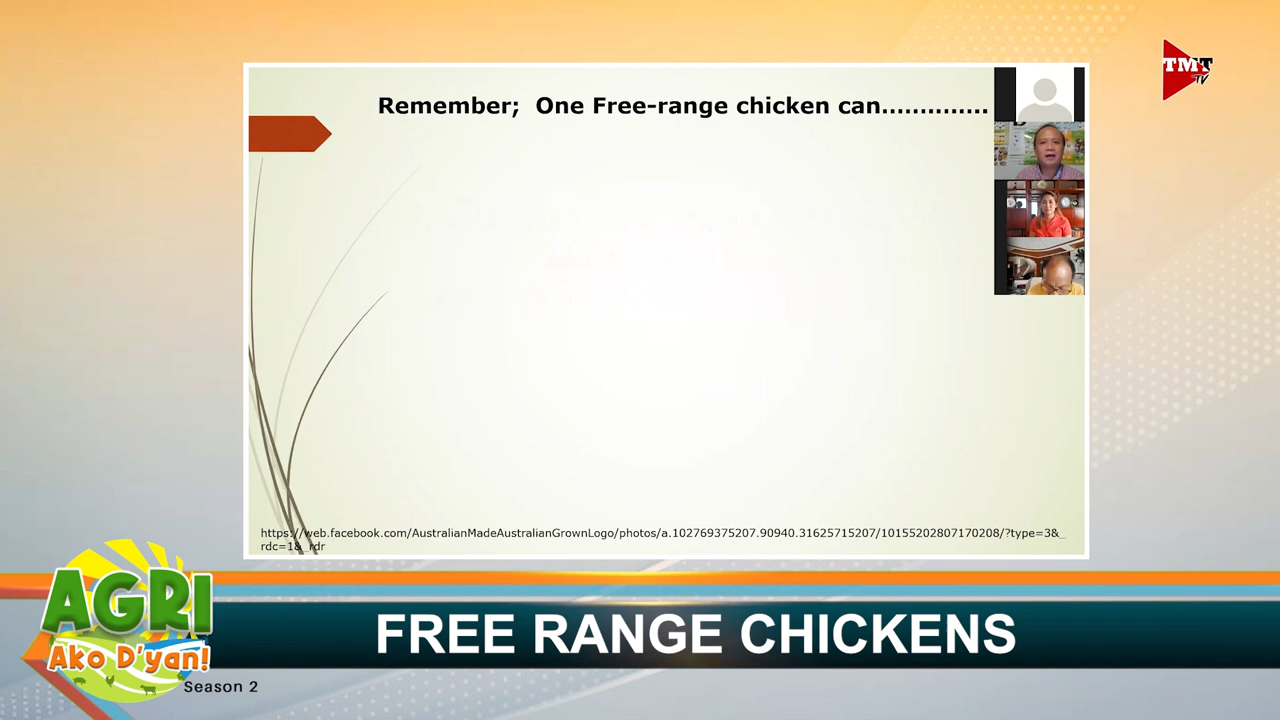 TMT
TV
Remember;  One Free-range chicken can..............
https://web.facebook.com/AustralianMadeAustralianGrownLogo/photos/a.102769375207.90940.31625715207/10155202807170208/?type=3&_
rdc=1&_rdr
AGRI
Ako D'yan!
Season 2
FREE RANGE CHICKENS